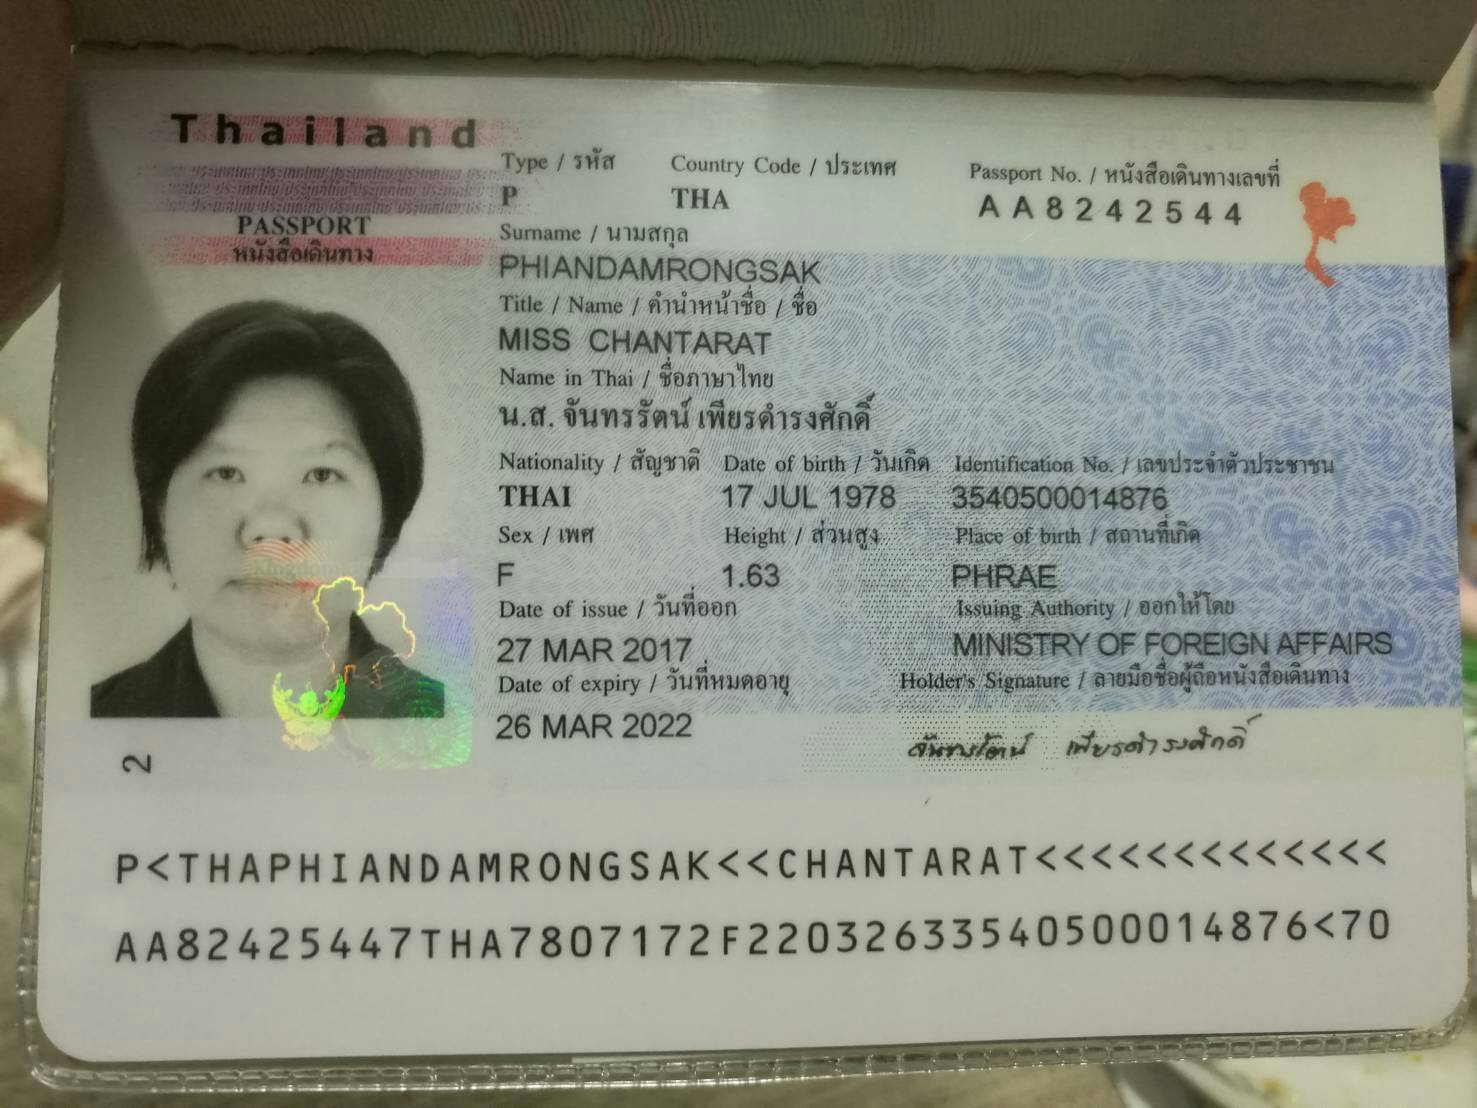 Thailand
PASSPORT
หนังสือเดินทาง
Type / รหัส Country Code / ประเทศ Passport No. / หนังสือเดินทางเลขที่
P THA AA8242544
Surname / นามสกุล
PHIANDAMRONGSAK
Title / Name / คำนำหน้าชื่อ / ชื่อ
MISS CHANTARAT
Name in Thai / ชื่อภาษาไทย
น.ส. จันทรรัตน์ เพียรดำรงศักดิ์
Nationality / สัญชาติ Date of birth / วันเกิด Identification No. / เลขประจำตัวประชาชน
THAI 17 JUL 1978 3540500014876
Sex / เพศ Height / ส่วนสูง Place of birth / สถานที่เกิด
F 1.63 PHRAE
Date of issue / วันที่ออก Issuing Authority / ออกให้โดย
27 MAR 2017 MINISTRY OF FOREIGN AFFAIRS
Date of expiry / วันที่หมดอายุ Holder's Signature / ลายมือชื่อผู้ถือหนังสือเดินทาง
26 MAR 2022 จันทรรัตน์ เพียรดำรงศักดิ์
2
P<THAPHIANDAMRONGSAK<<CHANTARAT<<<<<<<<<<<<<
AA82425447THA7807172F22032633540500014876<70